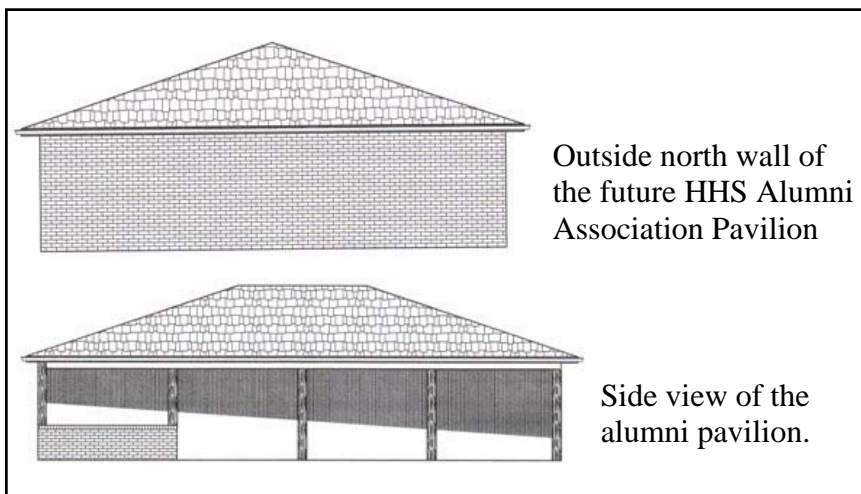 Outside north wall of
the future HHS Alumni
Association Pavilion
Side view of the
alumni pavilion.